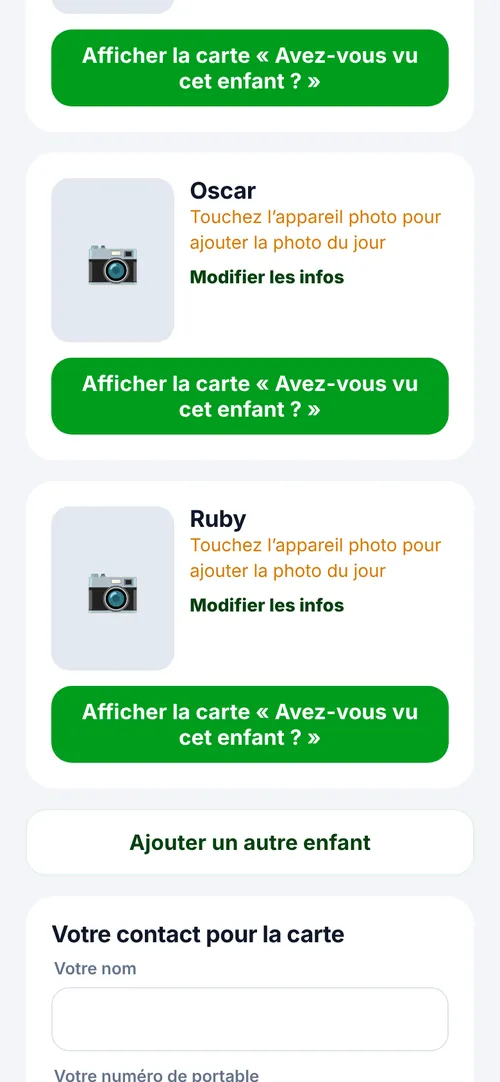 Afficher la carte « Avez-vous vu
cet enfant ? »
Oscar
Touchez l’appareil photo pour
ajouter la photo du jour
Modifier les infos
Afficher la carte « Avez-vous vu
cet enfant ? »
Ruby
Touchez l’appareil photo pour
ajouter la photo du jour
Modifier les infos
Afficher la carte « Avez-vous vu
cet enfant ? »
Ajouter un autre enfant
Votre contact pour la carte
Votre nom
Votre numéro de portable